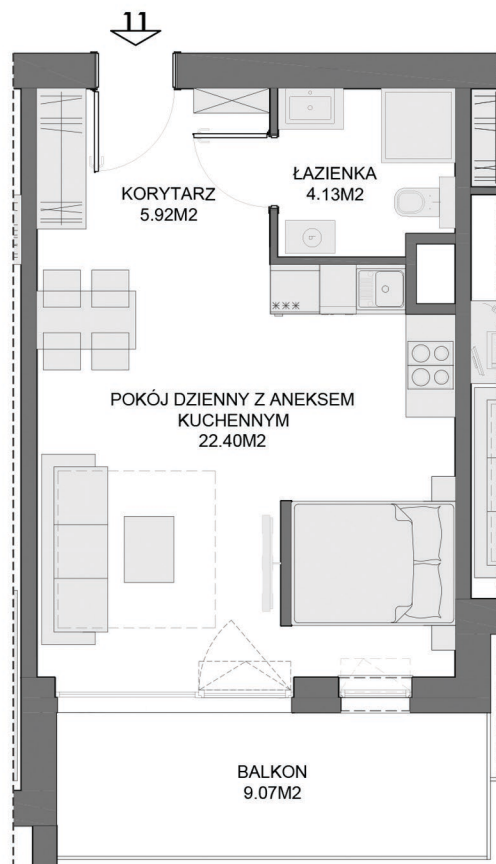 11
KORYTARZ
5.92M2
ŁAZIENKA
4.13M2
POKÓJ DZIENNY Z ANEKSEM
KUCHENNYM
22.40M2
BALKON
9.07M2